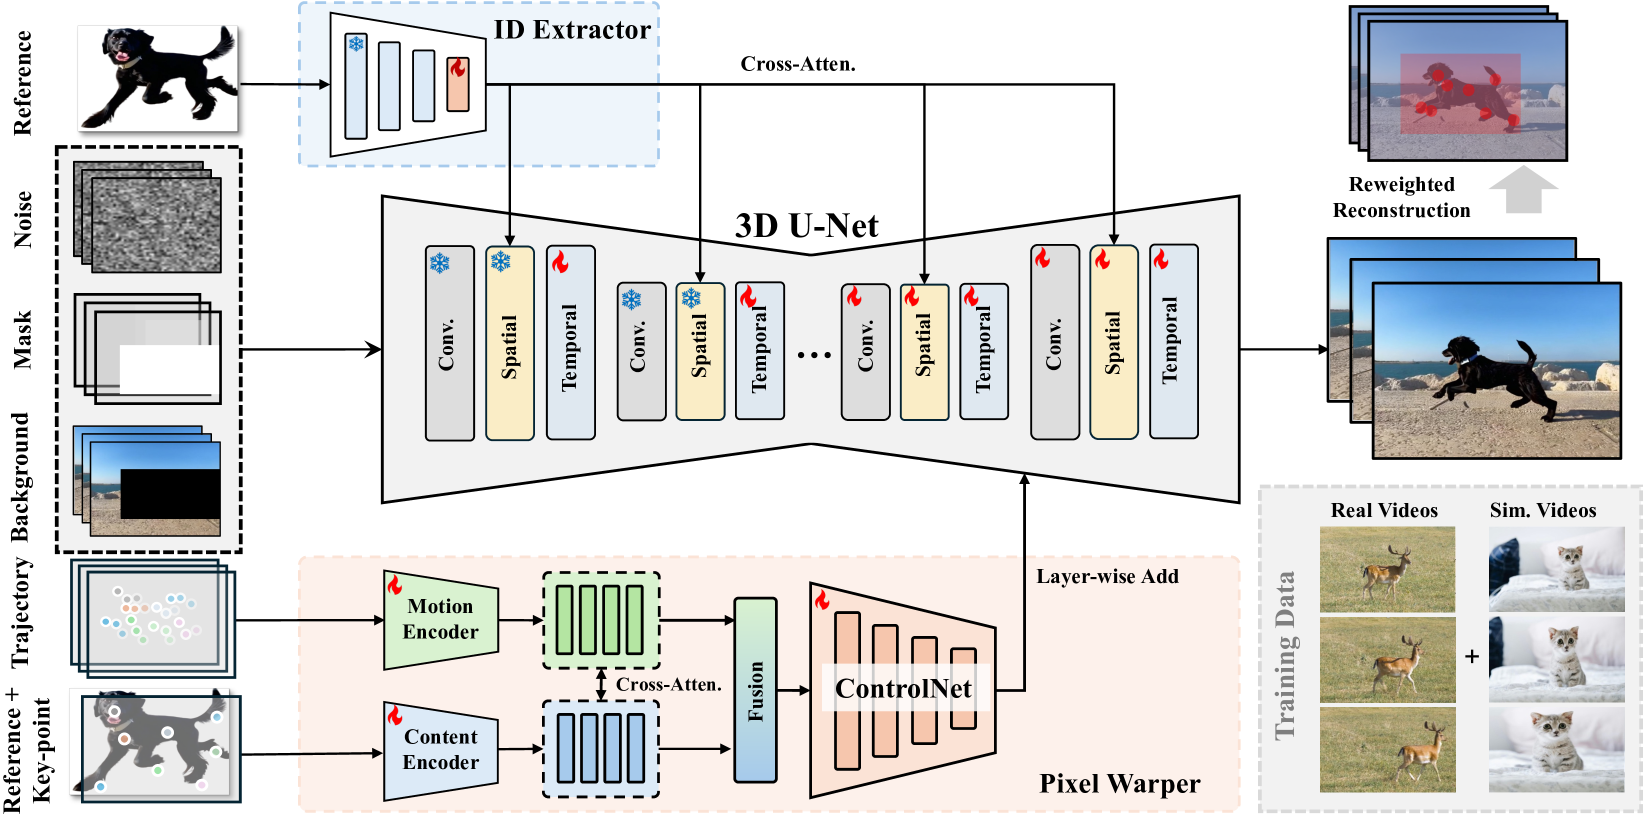 Reference
Noise
Mask
Background
Trajectory
Reference +
Key-point
ID Extractor
Cross-Atten.
3D U-Net
Conv.
Spatial
Temporal
Conv.
Spatial
Temporal
...
Conv.
Spatial
Temporal
Conv.
Spatial
Temporal
Reweighted
Reconstruction
Motion
Encoder
Cross-Atten.
Content
Encoder
Fusion
ControlNet
Layer-wise Add
Pixel Warper
Training Data
Real Videos
+
Sim. Videos